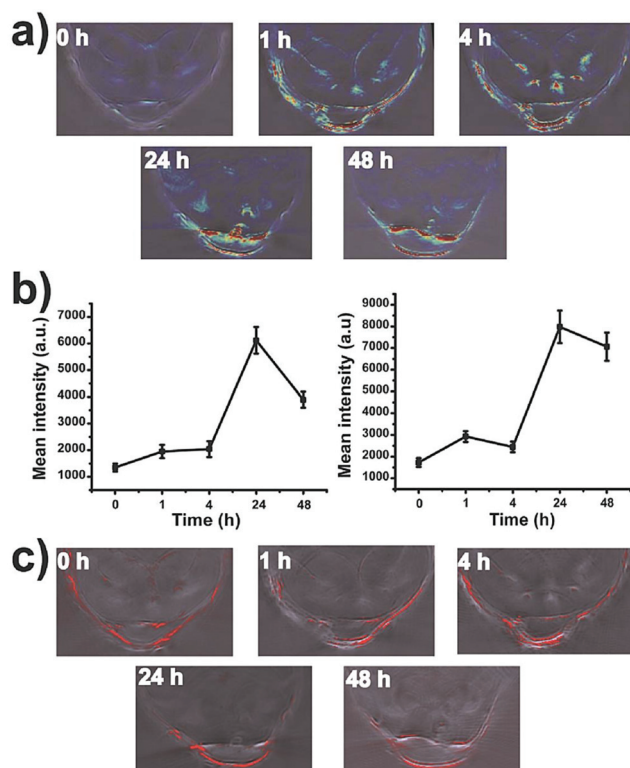 a)
0 h
1 h
4 h
24 h
48 h
b)
Mean intensity (a.u.)
7000
6000
5000
4000
3000
2000
1000
0 1 4 24 48
Time (h)
Mean intensity (a.u)
9000
8000
7000
6000
5000
4000
3000
2000
1000
0 1 4 24 48
Time (h)
c)
0 h
1 h
4 h
24 h
48 h